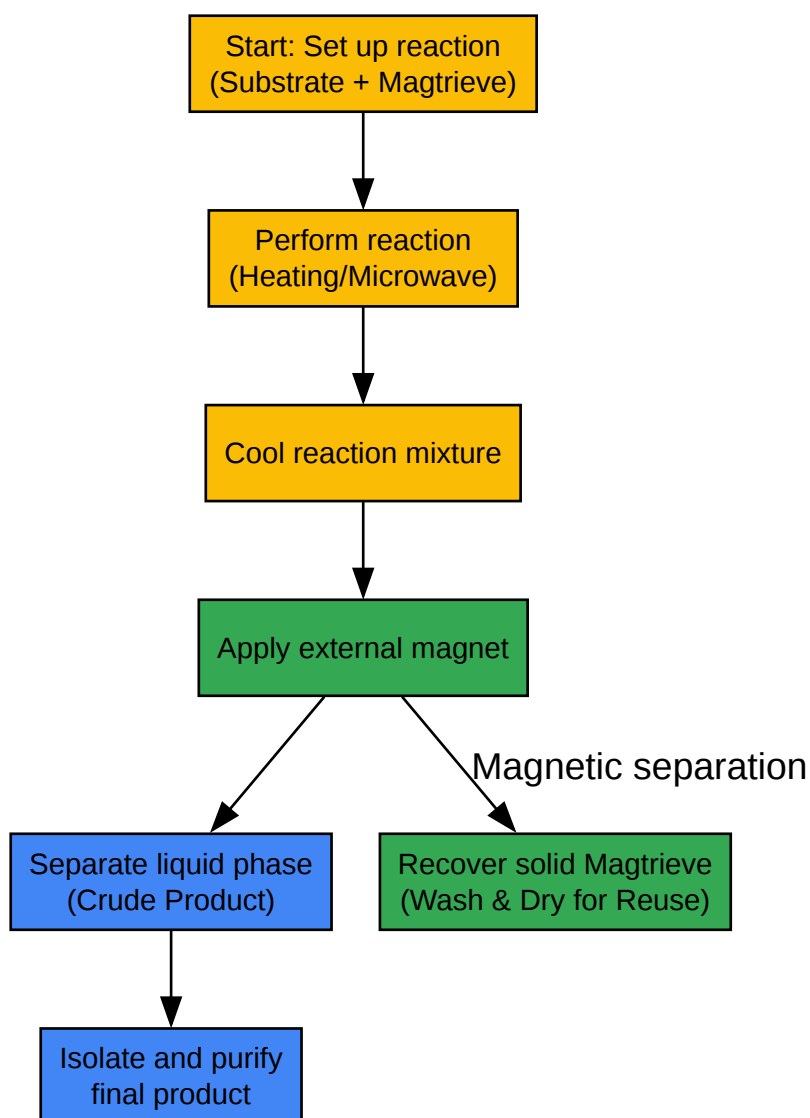 Start: Set up reaction
(Substrate + Magtrieve)
Perform reaction
(Heating/Microwave)
Cool reaction mixture
Apply external magnet
Magnetic separation
Separate liquid phase
(Crude Product)
Recover solid Magtrieve
(Wash & Dry for Reuse)
Isolate and purify
final product